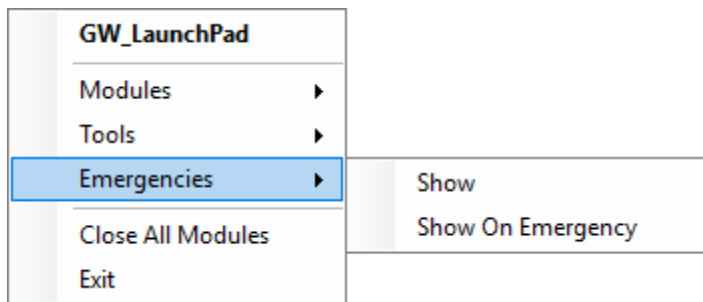 GW_LaunchPad
Modules
Tools
Emergencies
Show
Show On Emergency
Close All Modules
Exit